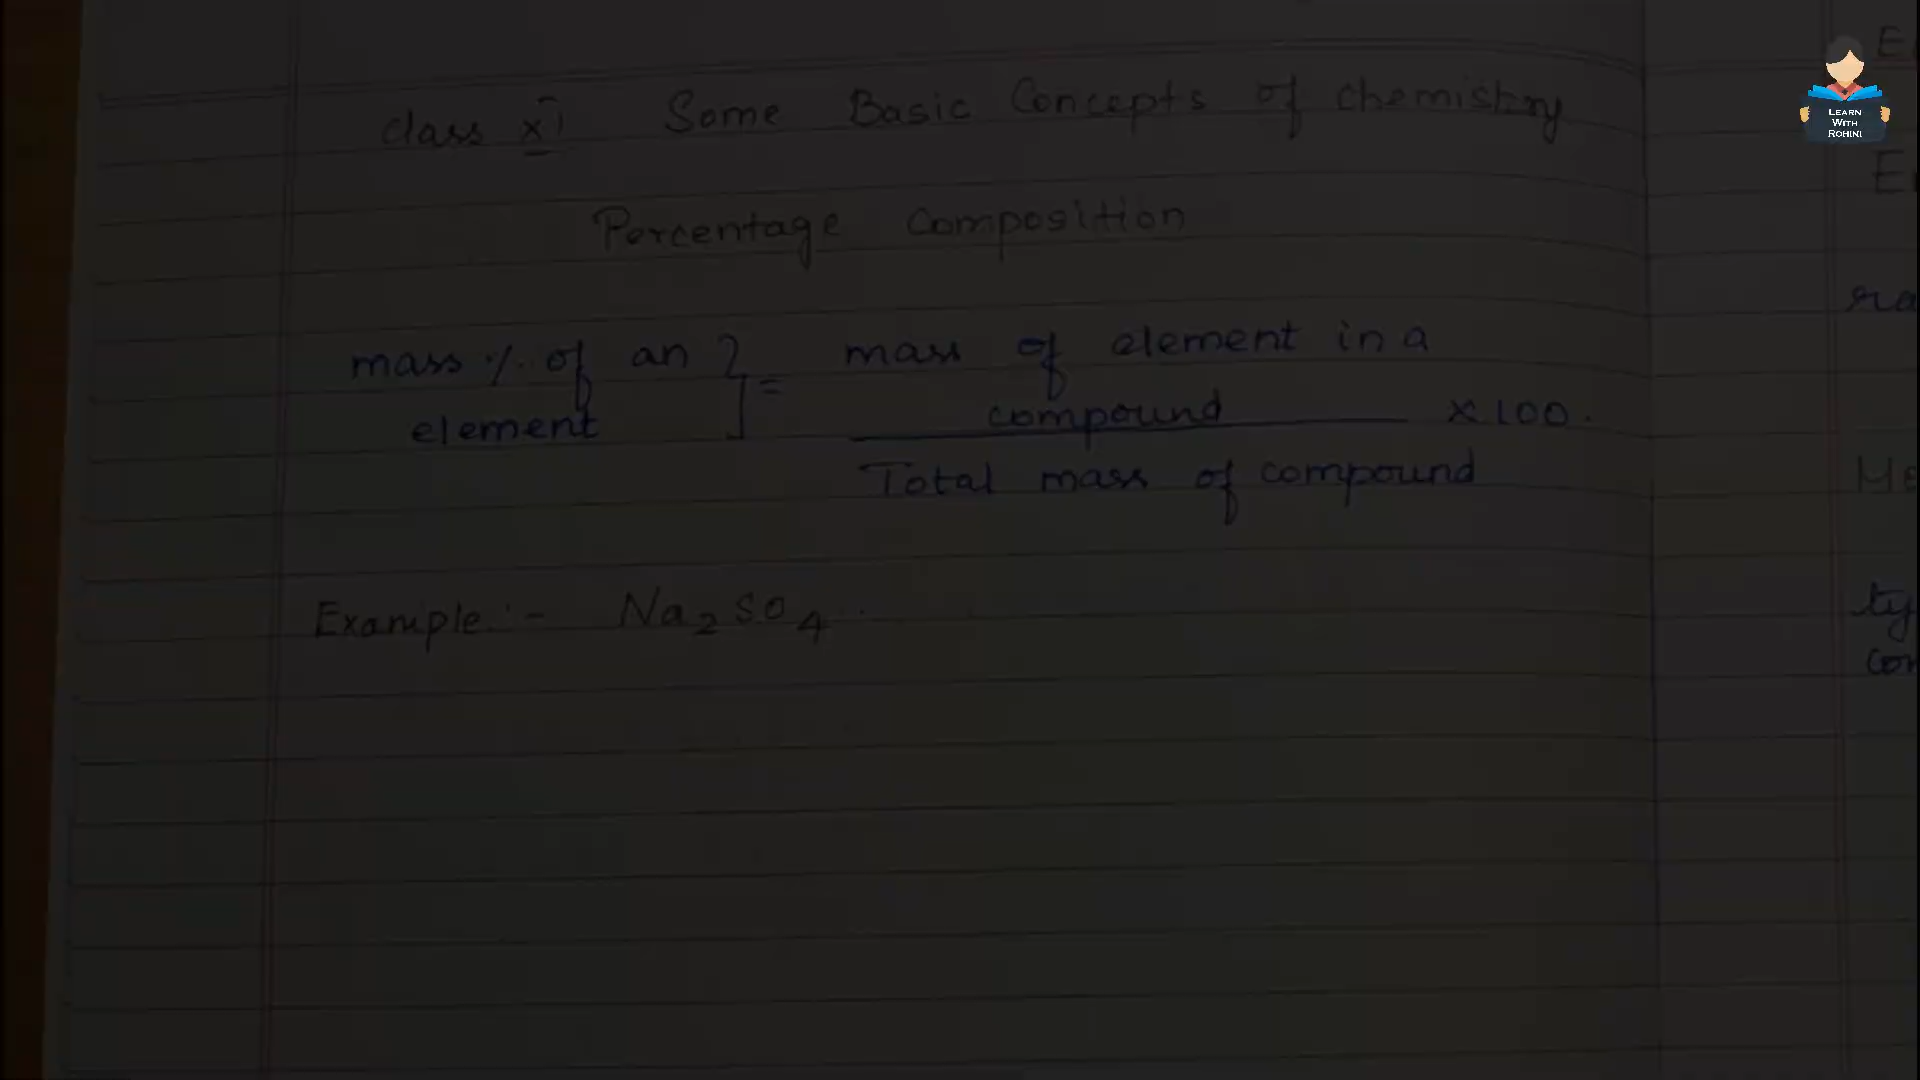 class XI Some Basic Concepts of chemistry
Percentage Composition
mass % of an element } = mass of element in a
compound × 100.
Total mass of compound
Example :- Na₂SO₄
LEARN
WITH
ROHINI